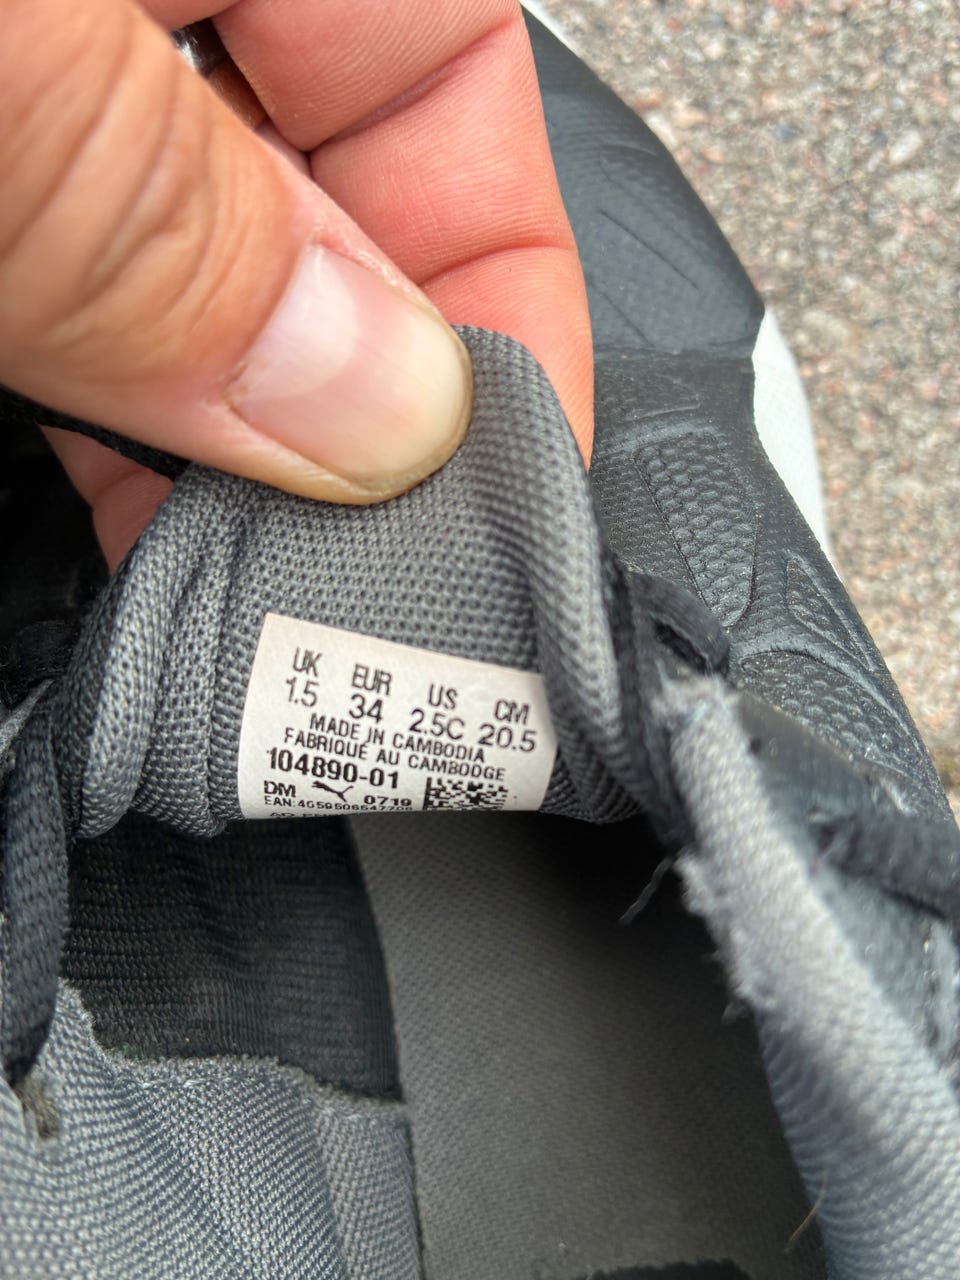 UK EUR US CM
1.5 34 2.5C 20.5
MADE IN CAMBODIA
FABRIQUÉ AU CAMBODGE
104890-01
DM 0719